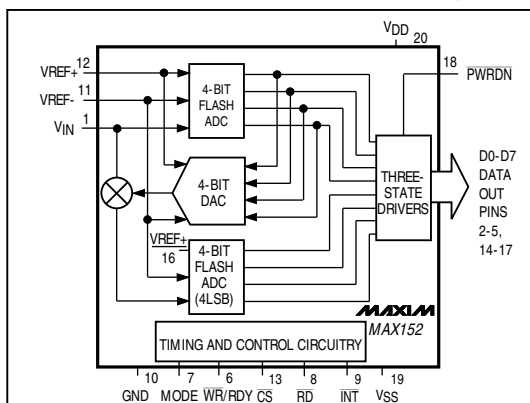 VDD
20
VREF+ 12
VREF- 11
VIN 1
4-BIT
FLASH
ADC
18
PWRDN
4-BIT
DAC
THREE-
STATE
DRIVERS
D0-D7
DATA
OUT
PINS
2-5,
14-17
VREF+
16
4-BIT
FLASH
ADC
(4LSB)
MAXIM
MAX152
TIMING AND CONTROL CIRCUITRY
10 7 6 13 8 9 19
GND MODE WR/RDY CS RD INT VSS